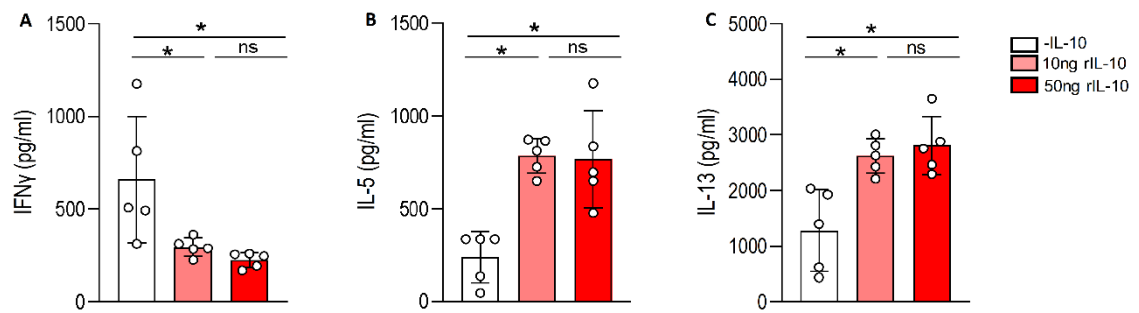 A
IFNγ (pg/ml)
1500
1000
500
0
*
*
ns
B
IL-5 (pg/ml)
1500
1000
500
0
*
*
ns
C
IL-13 (pg/ml)
5000
4000
3000
2000
1000
0
*
*
ns
-IL-10
10ng rIL-10
50ng rIL-10